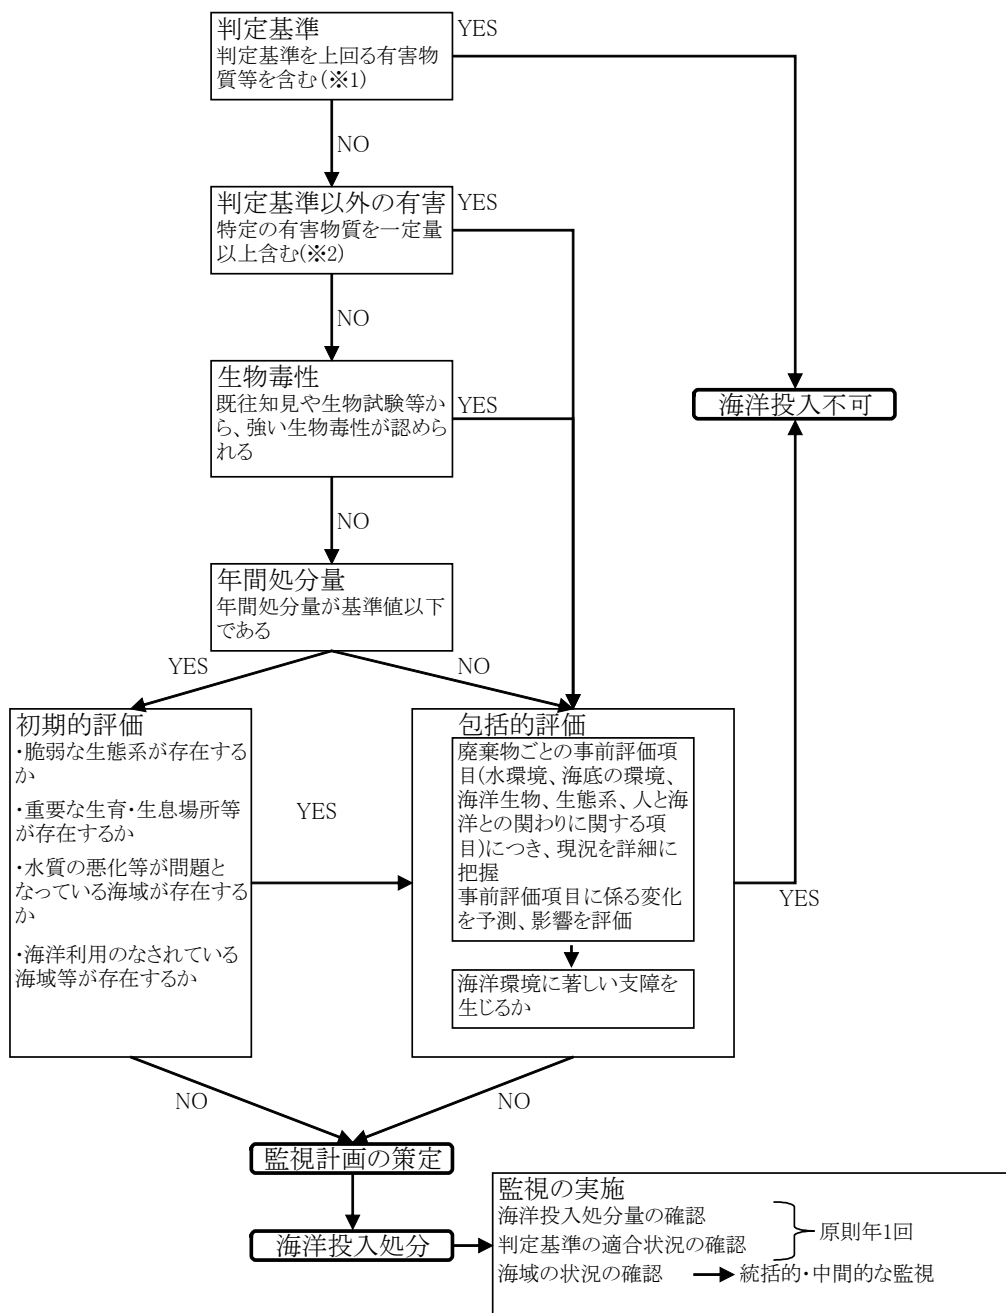 判定基準
判定基準を上回る有害物
質等を含む(※1)
YES
NO
判定基準以外の有害
特定の有害物質を一定量
以上含む(※2)
YES
NO
生物毒性
既往知見や生物試験等か
ら、強い生物毒性が認めら
れる
YES
海洋投入不可
NO
年間処分量
年間処分量が基準値以下
である
YES
NO
初期的評価
・脆弱な生態系が存在する
か
・重要な生育・生息場所等
が存在するか
・水質の悪化等が問題と
なっている海域が存在する
か
・海洋利用のなされている
海域等が存在するか
YES
包括的評価
廃棄物ごとの事前評価項
目(水環境、海底の環境、
海洋生物、生態系、人と海
洋との関わりに関する項
目)につき、現況を詳細に
把握
事前評価項目に係る変化
を予測、影響を評価
海洋環境に著しい支障を
生じるか
YES
NO
NO
監視計画の策定
海洋投入処分
監視の実施
海洋投入処分量の確認
判定基準の適合状況の確認
原則年1回
海域の状況の確認 統括的・中間的な監視